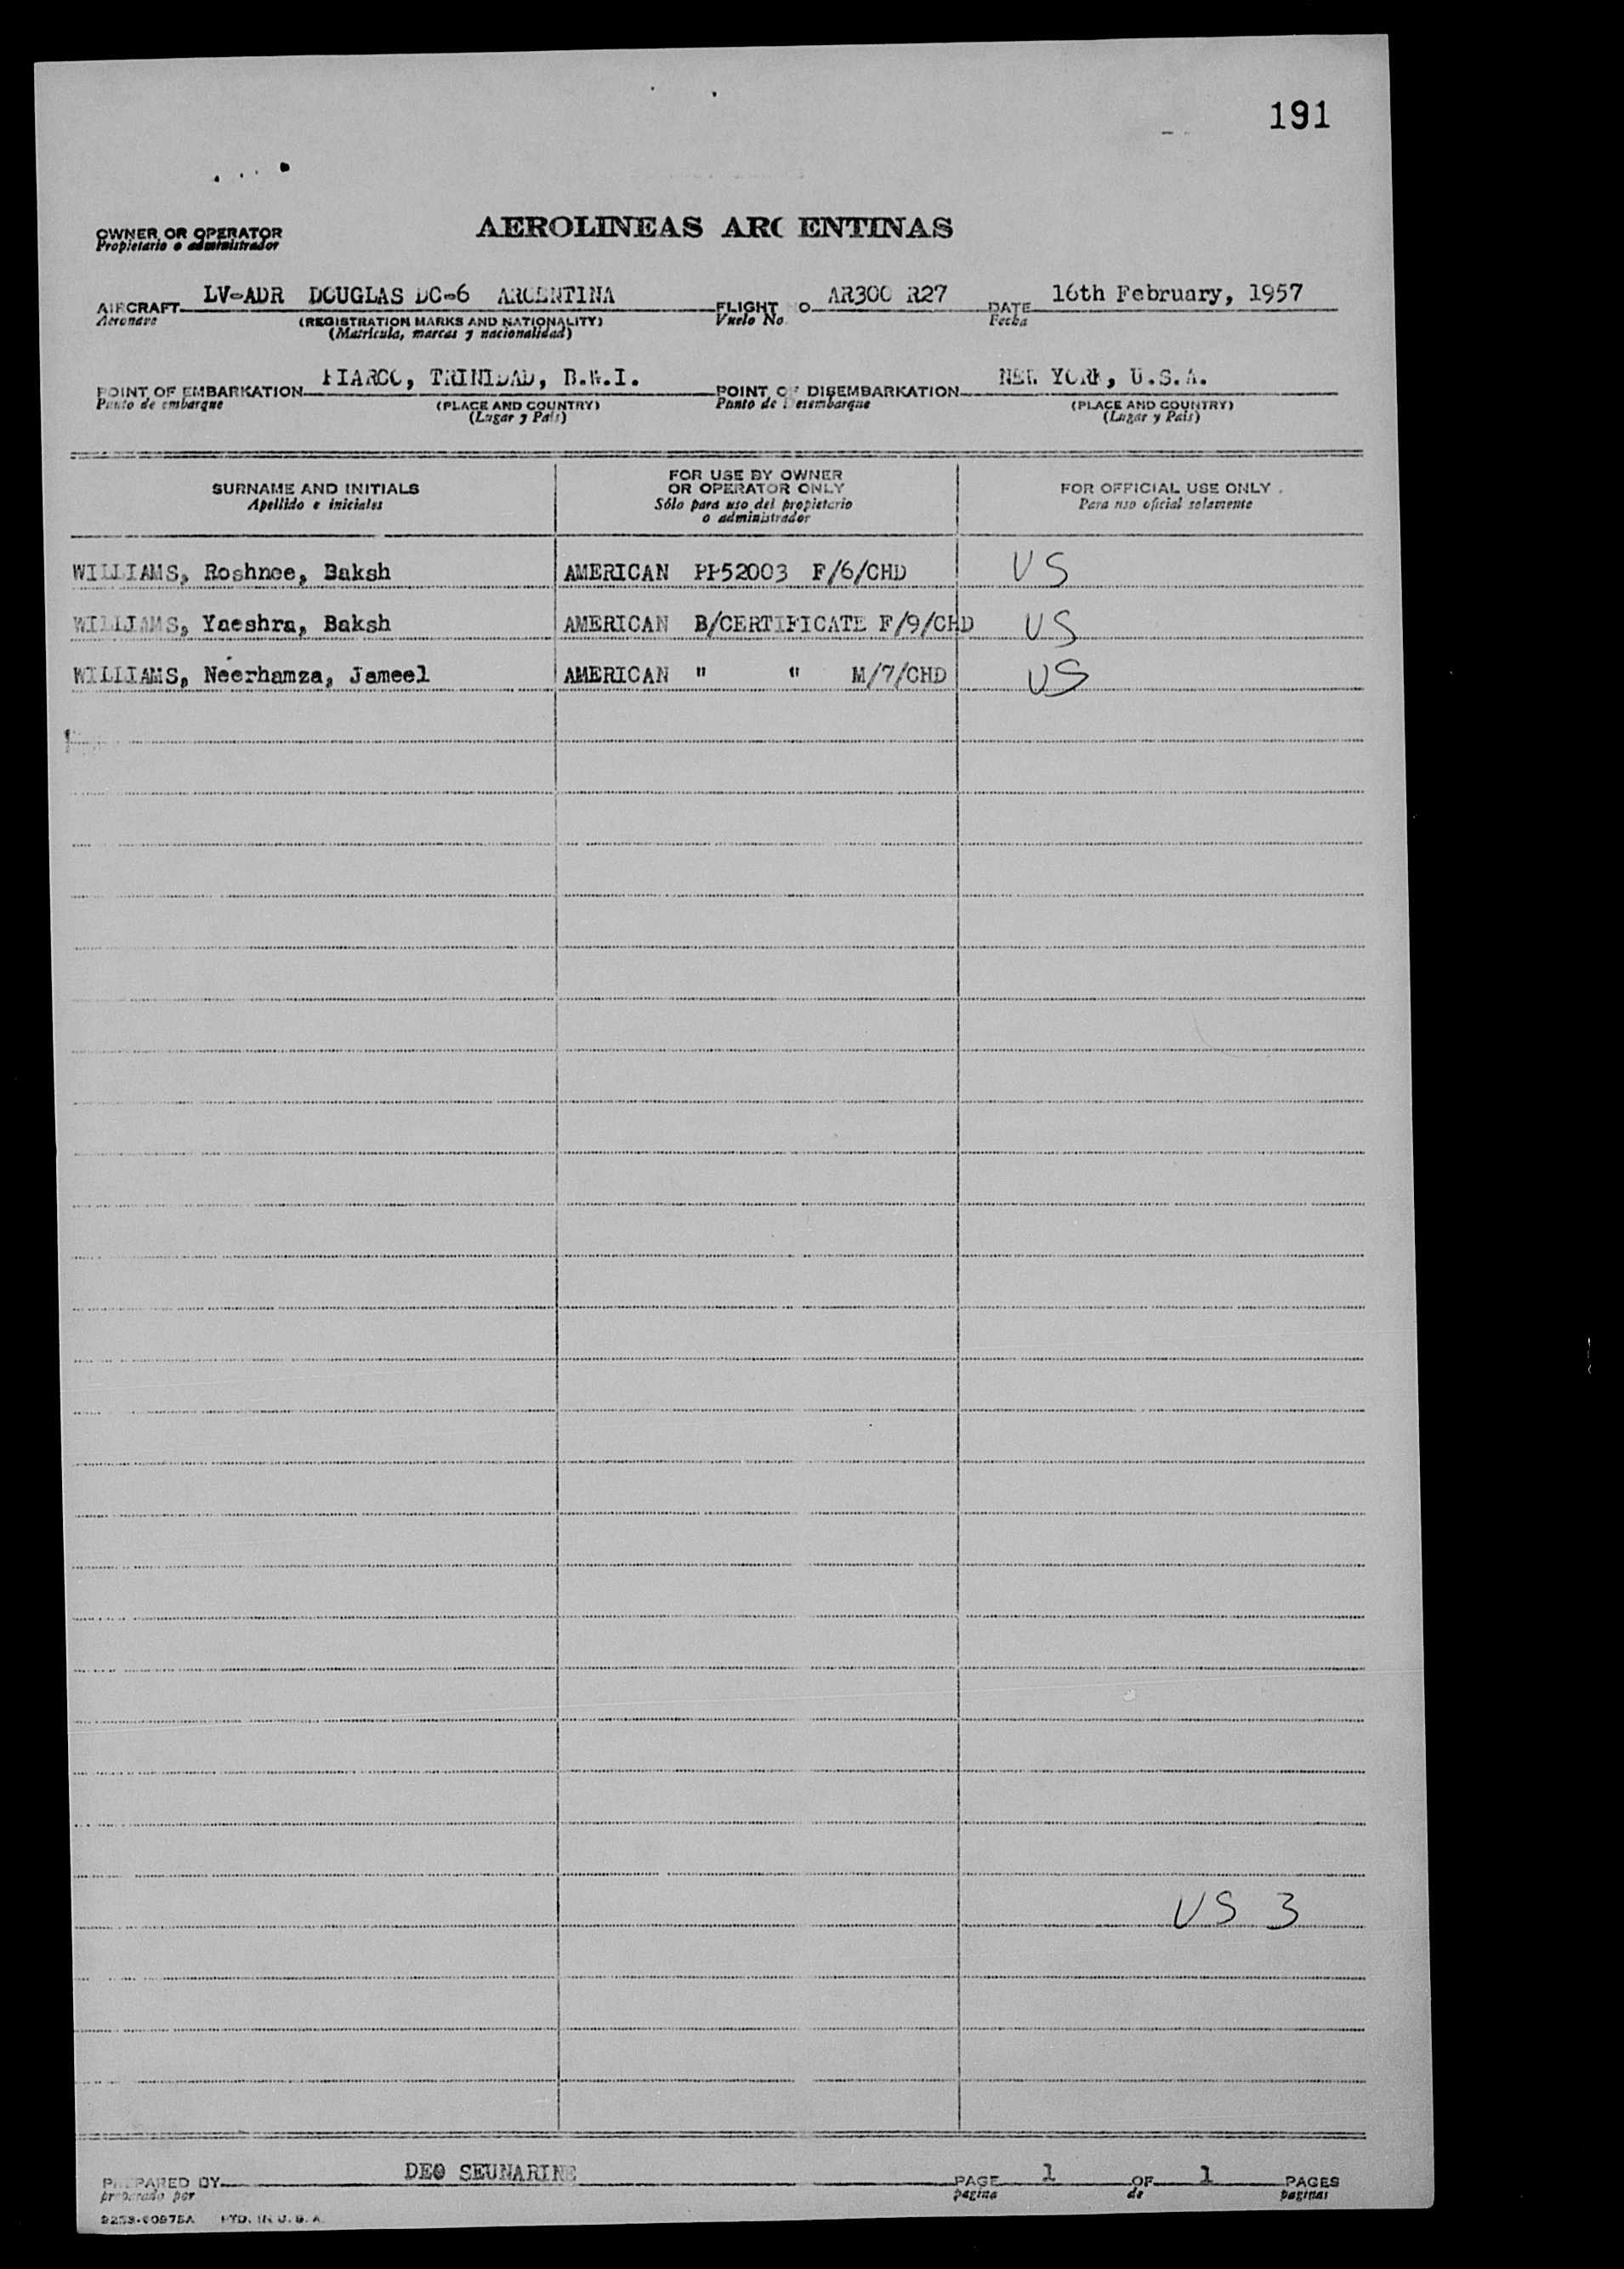 191
OWNER OR OPERATOR AEROLINEAS ARGENTINAS
Propietario o administrador
AIRCRAFT LV-ADR DOUGLAS DC-6 ARGENTINA FLIGHT NO AR300 R27 DATE 16th February, 1957
Aeronave (REGISTRATION MARKS AND NATIONALITY) Vuelo No. Fecha
(Matrícula, marcas y nacionalidad)
POINT OF EMBARKATION PIARCO, TRINIDAD, B.W.I. POINT OF DISEMBARKATION NEW YORK, U.S.A.
Punto de embarque (PLACE AND COUNTRY) Punto de Desembarque (PLACE AND COUNTRY)
(Lugar y País) (Lugar y País)
SURNAME AND INITIALS
Apellido e iniciales
FOR USE BY OWNER
OR OPERATOR ONLY
Sólo para uso del propietario
o administrador
FOR OFFICIAL USE ONLY
Para uso oficial solamente
WILLIAMS, Roshnee, Baksh AMERICAN PP52003 F/6/CHD US
WILLIAMS, Yaeshra, Baksh AMERICAN B/CERTIFICATE F/9/CHD US
WILLIAMS, Neerhamza, Jameel AMERICAN " " M/7/CHD US
US 3
PREPARED BY DEO SEUNARINE PAGE 1 OF 1 PAGES
preparado por pagina de paginas
PTD. IN U. S. A.